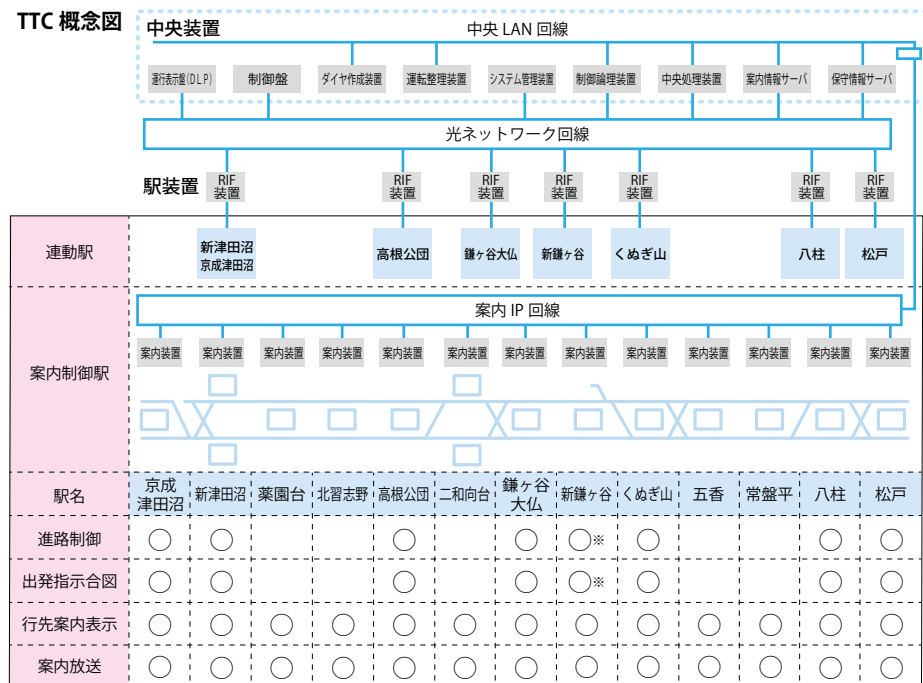 TTC 概念図
中央装置
中央 LAN 回線
運行表示盤(DLP) 制御盤 ダイヤ作成装置 運転整理装置 システム管理装置 制御論理装置 中央処理装置 案内情報サーバ 保守情報サーバ
光ネットワーク回線
駅装置
RIF RIF RIF RIF RIF RIF RIF
装置 装置 装置 装置 装置 装置 装置
連動駅
新津田沼
京成津田沼
高根公団 鎌ヶ谷大仏 新鎌ヶ谷 くぬぎ山 八柱 松戸
案内制御駅
案内 IP 回線
案内装置 案内装置 案内装置 案内装置 案内装置 案内装置 案内装置 案内装置 案内装置 案内装置 案内装置 案内装置 案内装置
駅名
京成
津田沼
新津田沼 薬園台 北習志野 高根公団 二和向台
鎌ヶ谷
大仏
新鎌ヶ谷 くぬぎ山 五香 常盤平 八柱 松戸
進路制御 ○ ○ ○ ○ ○※ ○ ○ ○
出発指示合図 ○ ○ ○ ○ ○※ ○ ○ ○
行先案内表示 ○ ○ ○ ○ ○ ○ ○ ○ ○ ○ ○ ○ ○
案内放送 ○ ○ ○ ○ ○ ○ ○ ○ ○ ○ ○ ○ ○